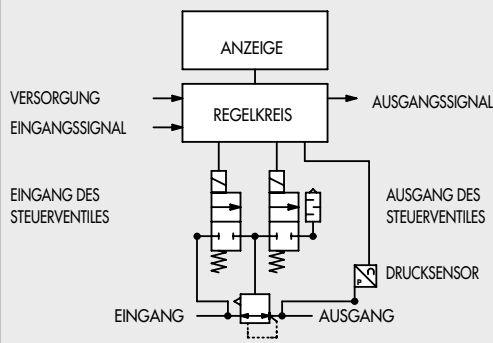 ANZEIGE
VERSORGUNG
REGELKREIS
AUSGANGSSIGNAL
EINGANGSSIGNAL
EINGANG DES
STEUERVENTILES
AUSGANG DES
STEUERVENTILES
P
DRUCKSENSOR
EINGANG
AUSGANG